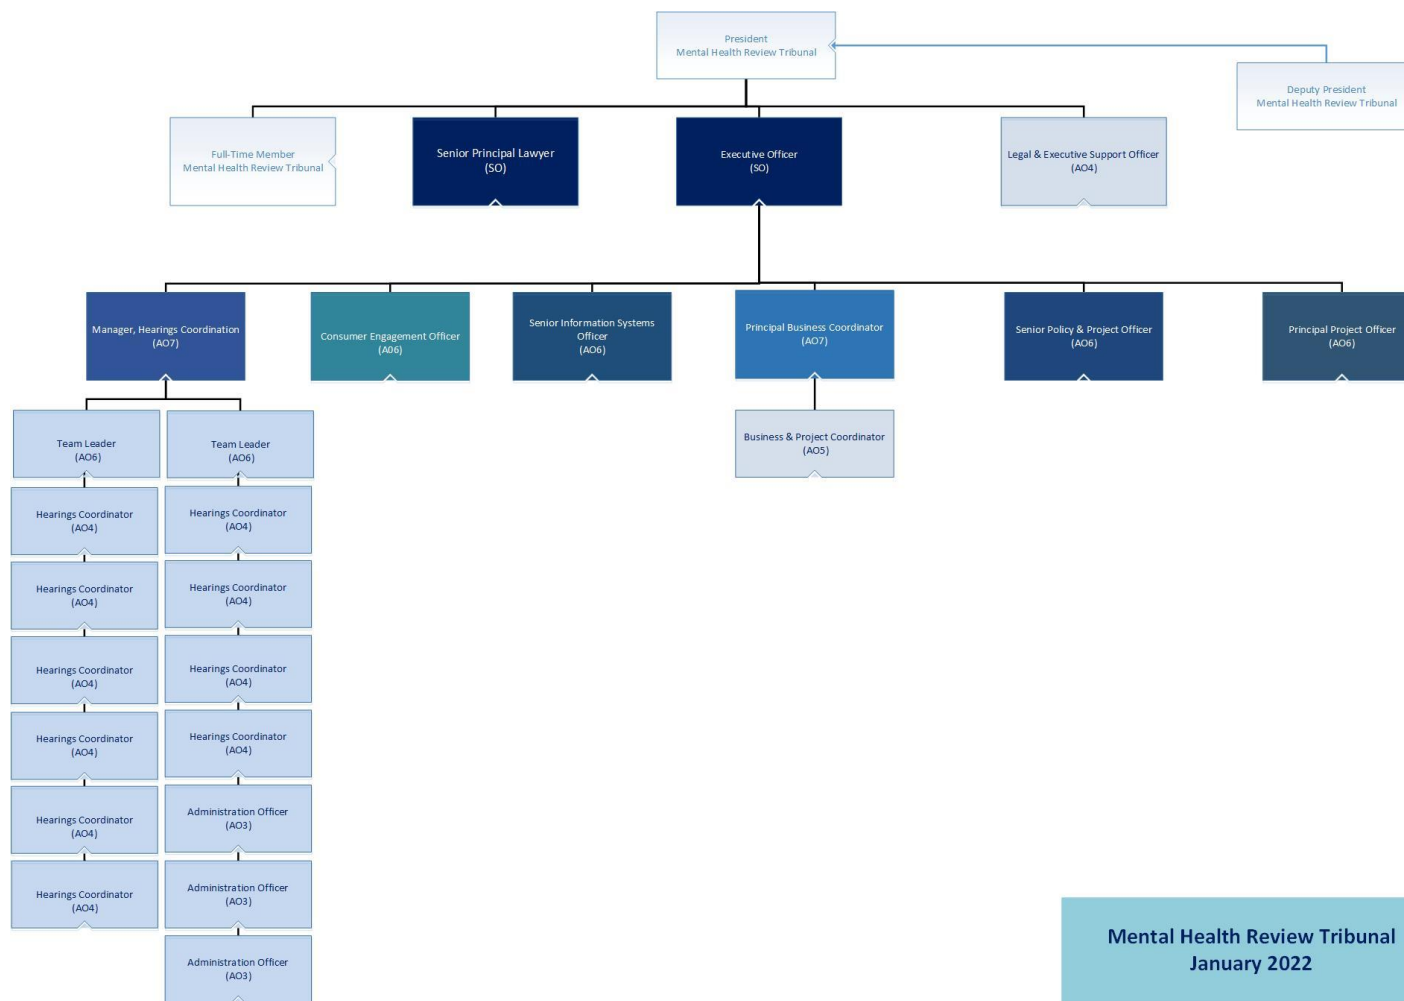 President
Mental Health Review Tribunal
Deputy President
Mental Health Review Tribunal
Full-Time Member
Mental Health Review Tribunal
Senior Principal Lawyer
(SO)
Executive Officer
(SO)
Legal & Executive Support Officer
(AO4)
Manager, Hearings Coordination
(AO7)
Consumer Engagement Officer
(A06)
Senior Information Systems
Officer
(AO6)
Principal Business Coordinator
(AO7)
Senior Policy & Project Officer
(AO6)
Principal Project Officer
(AO6)
Team Leader
(AO6)
Team Leader
(AO6)
Business & Project Coordinator
(AO5)
Hearings Coordinator
(AO4)
Hearings Coordinator
(AO4)
Hearings Coordinator
(AO4)
Hearings Coordinator
(AO4)
Hearings Coordinator
(AO4)
Hearings Coordinator
(AO4)
Hearings Coordinator
(AO4)
Hearings Coordinator
(AO4)
Hearings Coordinator
(AO4)
Administration Officer
(AO3)
Hearings Coordinator
(AO4)
Administration Officer
(AO3)
Administration Officer
(AO3)
Mental Health Review Tribunal
January 2022